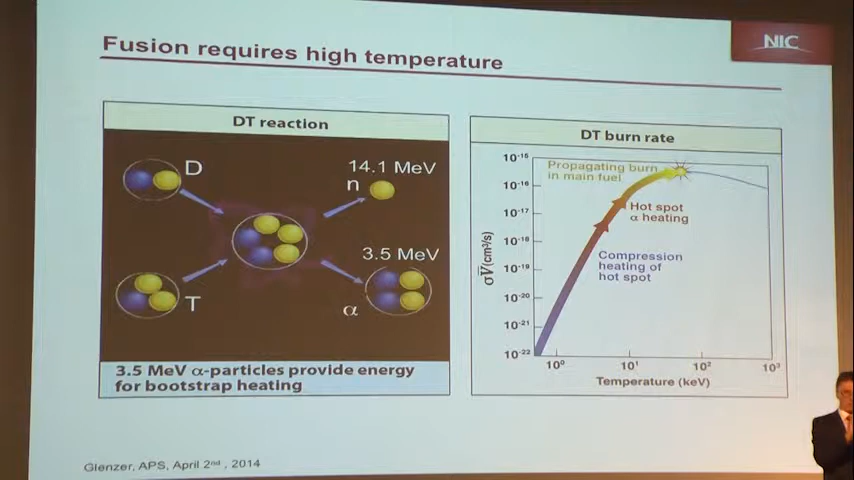 Fusion requires high temperature
NIC
DT reaction
D
14.1 MeV
n
3.5 MeV
T
α
3.5 MeV α-particles provide energy
for bootstrap heating
DT burn rate
10⁻¹⁵
10⁻¹⁶
10⁻¹⁷
10⁻¹⁸
10⁻¹⁹
10⁻²⁰
10⁻²¹
10⁻²²
σV̅(cm³/s)
Propagating burn
in main fuel
Hot spot
α heating
Compression
heating of
hot spot
10⁰ 10¹ 10² 10³
Temperature (keV)
Glenzer, APS, April 2ⁿᵈ, 2014